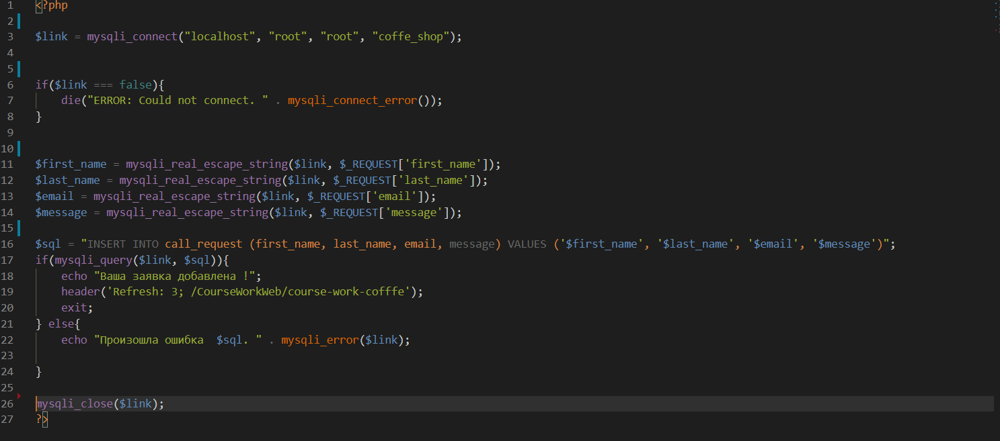 1 <?php
2
3 $link = mysqli_connect("localhost", "root", "root", "coffe_shop");
4
5
6 if($link === false){
7 die("ERROR: Could not connect. " . mysqli_connect_error());
8 }
9
10
11 $first_name = mysqli_real_escape_string($link, $_REQUEST['first_name']);
12 $last_name = mysqli_real_escape_string($link, $_REQUEST['last_name']);
13 $email = mysqli_real_escape_string($link, $_REQUEST['email']);
14 $message = mysqli_real_escape_string($link, $_REQUEST['message']);
15
16 $sql = "INSERT INTO call_request (first_name, last_name, email, message) VALUES ('$first_name', '$last_name', '$email', '$message')";
17 if(mysqli_query($link, $sql)){
18 echo "Ваша заявка добавлена !";
19 header('Refresh: 3; /CourseWorkWeb/course-work-cofffe');
20 exit;
21 } else{
22 echo "Произошла ошибка  $sql. " . mysqli_error($link);
23
24 }
25
26 mysqli_close($link);
27 ?>